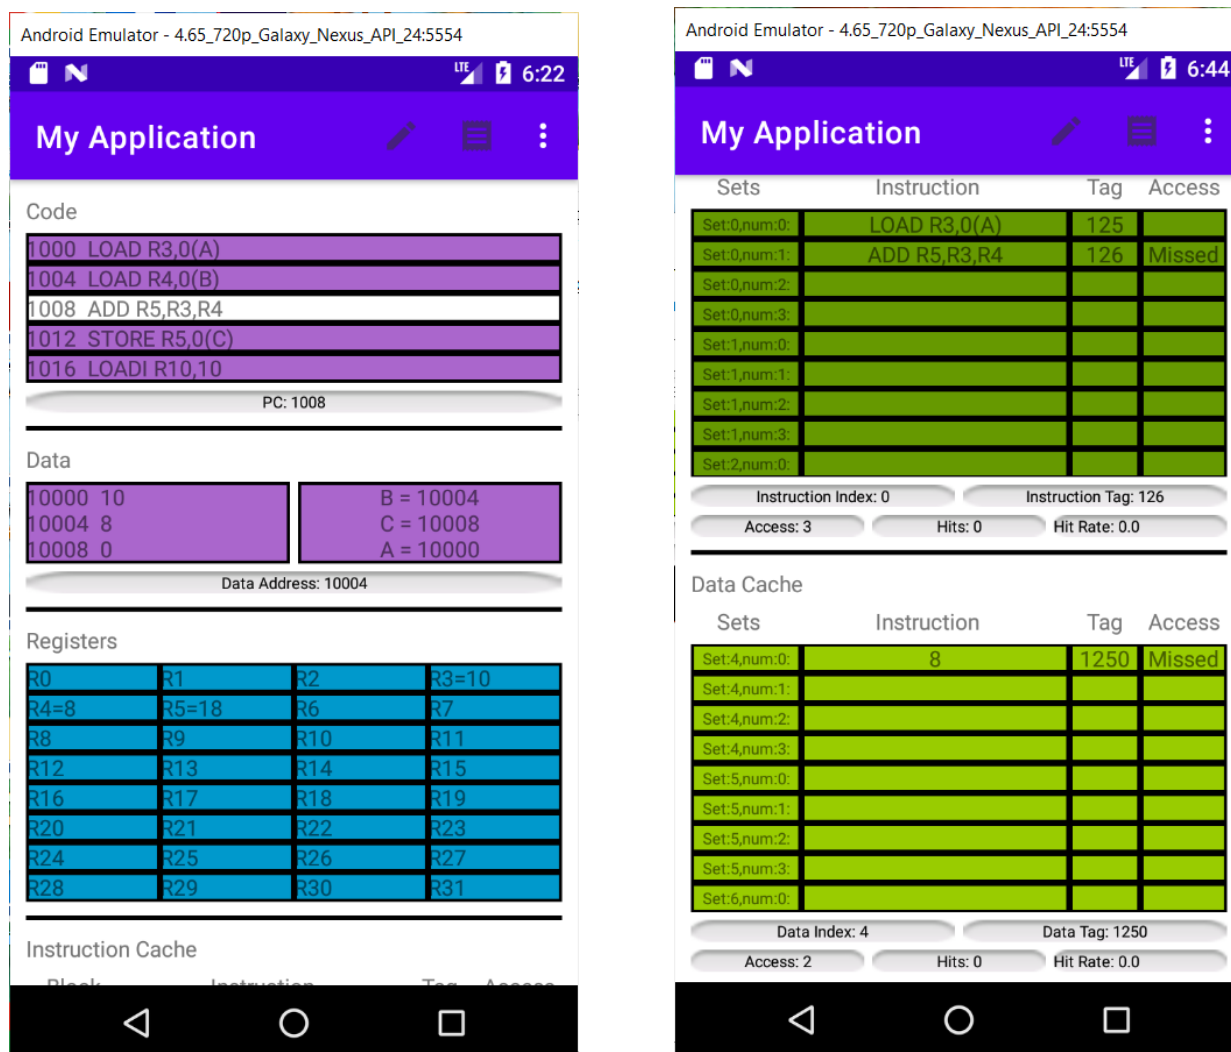 Android Emulator - 4.65_720p_Galaxy_Nexus_API_24:5554
LTE 6:22
My Application
Code
1000 LOAD R3,0(A)
1004 LOAD R4,0(B)
1008 ADD R5,R3,R4
1012 STORE R5,0(C)
1016 LOADI R10,10
PC: 1008
Data
10000 10
10004 8
10008 0
B = 10004
C = 10008
A = 10000
Data Address: 10004
Registers
R0 R1 R2 R3=10
R4=8 R5=18 R6 R7
R8 R9 R10 R11
R12 R13 R14 R15
R16 R17 R18 R19
R20 R21 R22 R23
R24 R25 R26 R27
R28 R29 R30 R31
Instruction Cache
Block Instruction Tag Access
Android Emulator - 4.65_720p_Galaxy_Nexus_API_24:5554
LTE 6:44
My Application
Sets Instruction Tag Access
Set:0,num:0: LOAD R3,0(A) 125
Set:0,num:1: ADD R5,R3,R4 126 Missed
Set:0,num:2:
Set:0,num:3:
Set:1,num:0:
Set:1,num:1:
Set:1,num:2:
Set:1,num:3:
Set:2,num:0:
Instruction Index: 0 Instruction Tag: 126
Access: 3 Hits: 0 Hit Rate: 0.0
Data Cache
Sets Instruction Tag Access
Set:4,num:0: 8 1250 Missed
Set:4,num:1:
Set:4,num:2:
Set:4,num:3:
Set:5,num:0:
Set:5,num:1:
Set:5,num:2:
Set:5,num:3:
Set:6,num:0:
Data Index: 4 Data Tag: 1250
Access: 2 Hits: 0 Hit Rate: 0.0